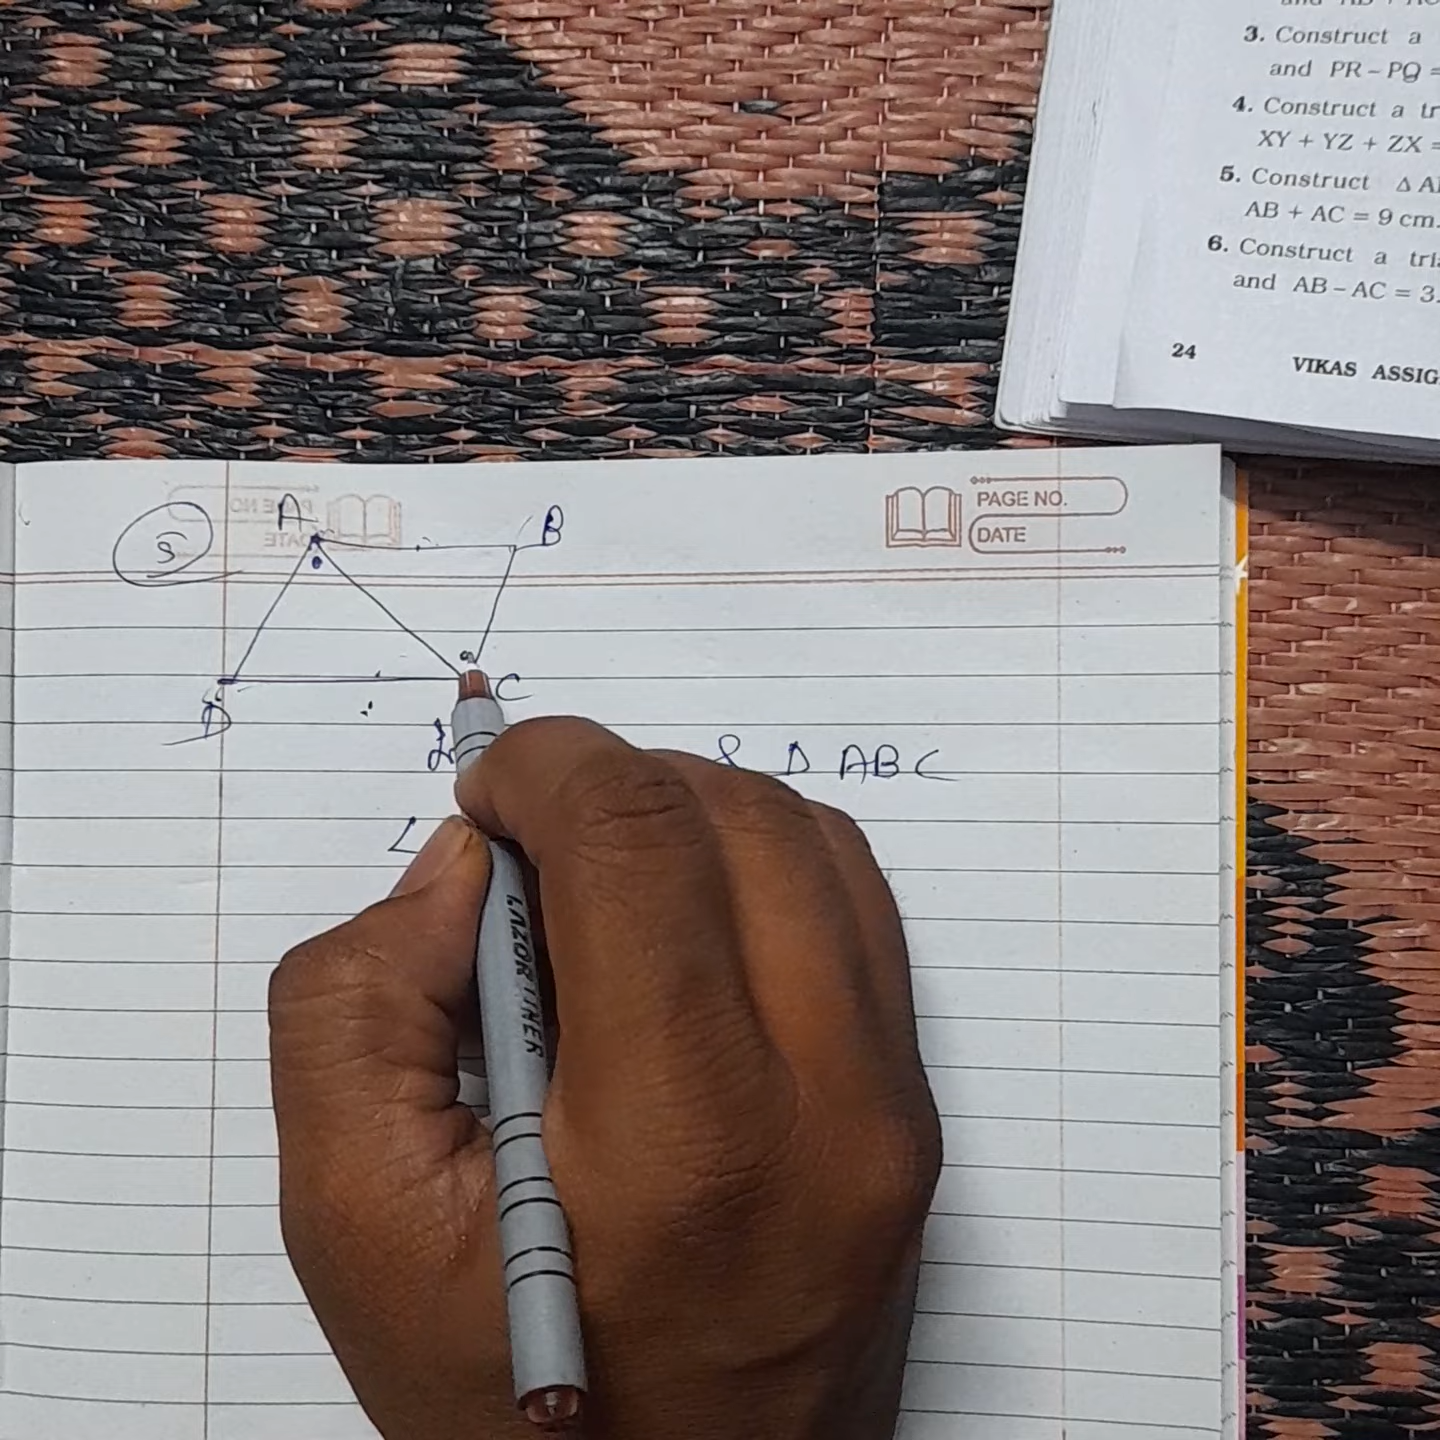 3. Construct a
and PR – PQ =
4. Construct a tr
XY + YZ + ZX =
5. Construct Δ A
AB + AC = 9 cm.
6. Construct a tri
and AB – AC = 3.
24 VIKAS ASSIG
PAGE NO.
DATE
5
A B
D C
& Δ ABC
∠
LAZOR LINER